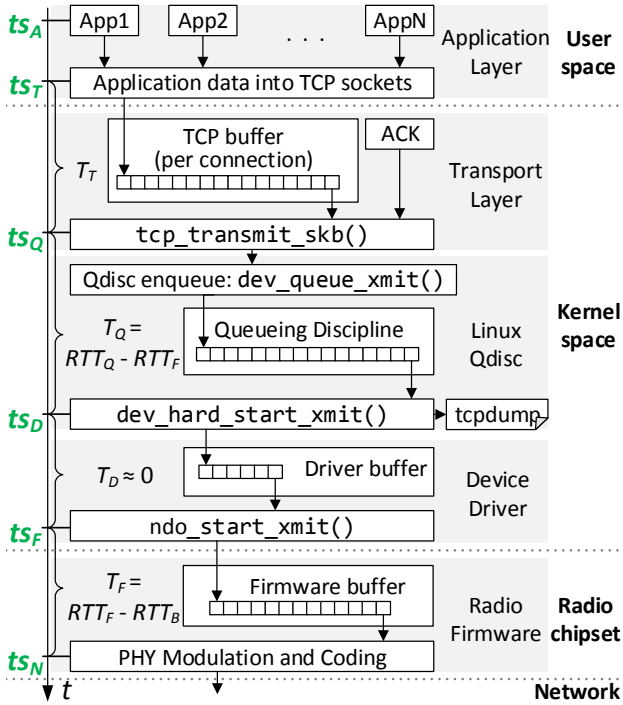 ts_A
App1 App2 . . . AppN
Application Layer
User space
ts_T
Application data into TCP sockets
T_T
TCP buffer
(per connection)
ACK
Transport
Layer
ts_Q
tcp_transmit_skb()
Qdisc enqueue: dev_queue_xmit()
T_Q =
RTT_Q - RTT_F
Queueing Discipline
Linux
Qdisc
Kernel
space
ts_D
dev_hard_start_xmit()
tcpdump
T_D ≈ 0
Driver buffer
Device
Driver
ts_F
ndo_start_xmit()
T_F =
RTT_F - RTT_B
Firmware buffer
Radio
Firmware
Radio
chipset
ts_N
PHY Modulation and Coding
t
Network